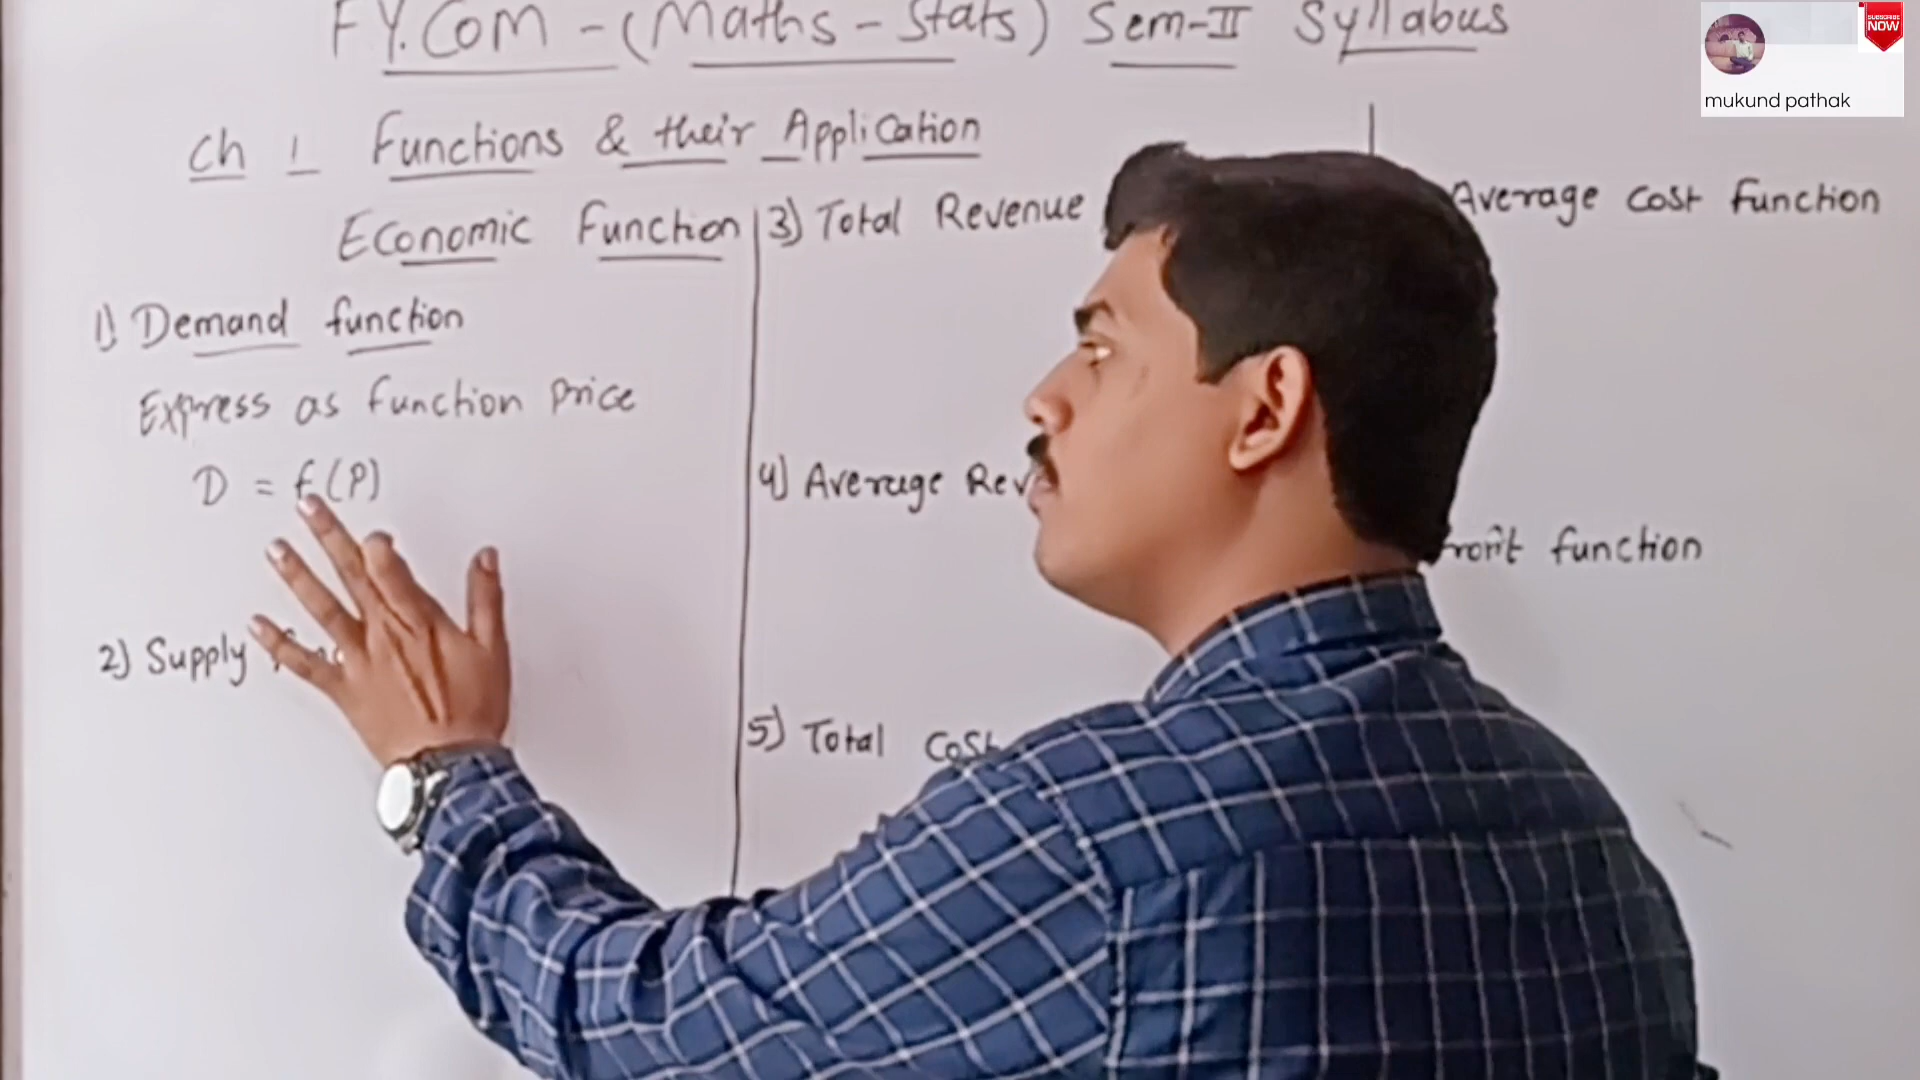 FY.COM - (Maths - Stats) Sem-II Syllabus
Ch 1 Functions & their Application
Economic Function
1) Demand function
Express as function Price
D = f(P)
2) Supply
3) Total Revenue
4) Average
5) Total Cost
Average Cost function
function
mukund pathak
SUBSCRIBE
NOW